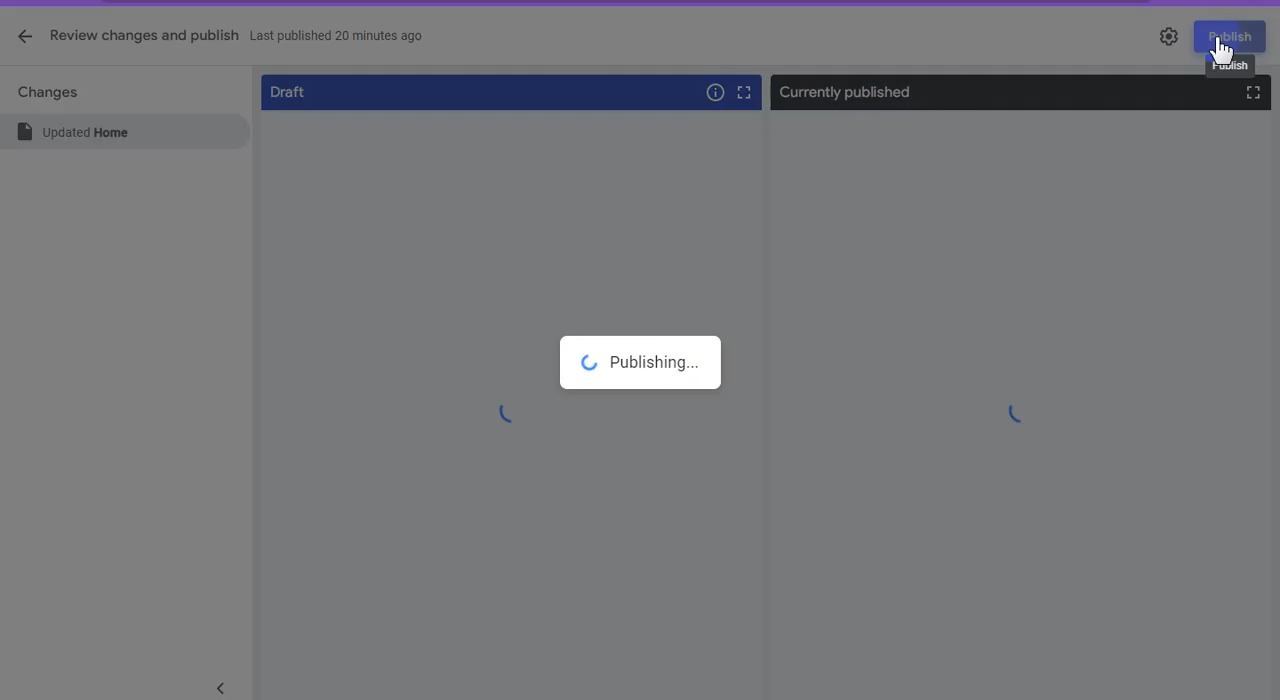 Review changes and publish Last published 20 minutes ago
Publish
Publish
Changes
Draft
Currently published
Updated Home
Publishing...